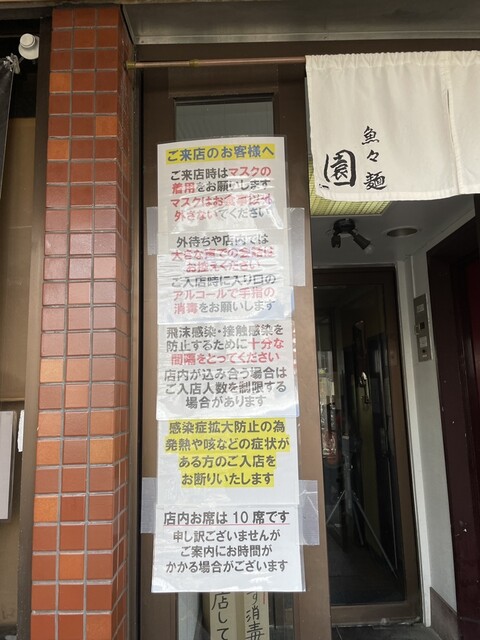 ご来店のお客様へ
ご来店時はマスクの
着用をお願いします
マスクはお食事以外
外さないでください
外待ちや店内では
大きな声での会話は
お控えください
ご入店時に入り口の
アルコールで手指の
消毒をお願いします
飛沫感染・接触感染を
防止するために十分な
間隔をとってください
店内が込み合う場合は
ご入店人数を制限する
場合があります
感染症拡大防止の為
発熱や咳などの症状が
ある方のご入店を
お断りいたします
店内お席は10席です
申し訳ございませんが
ご案内にお時間が
かかる場合がございます
魚々麺
園
す消毒
店して